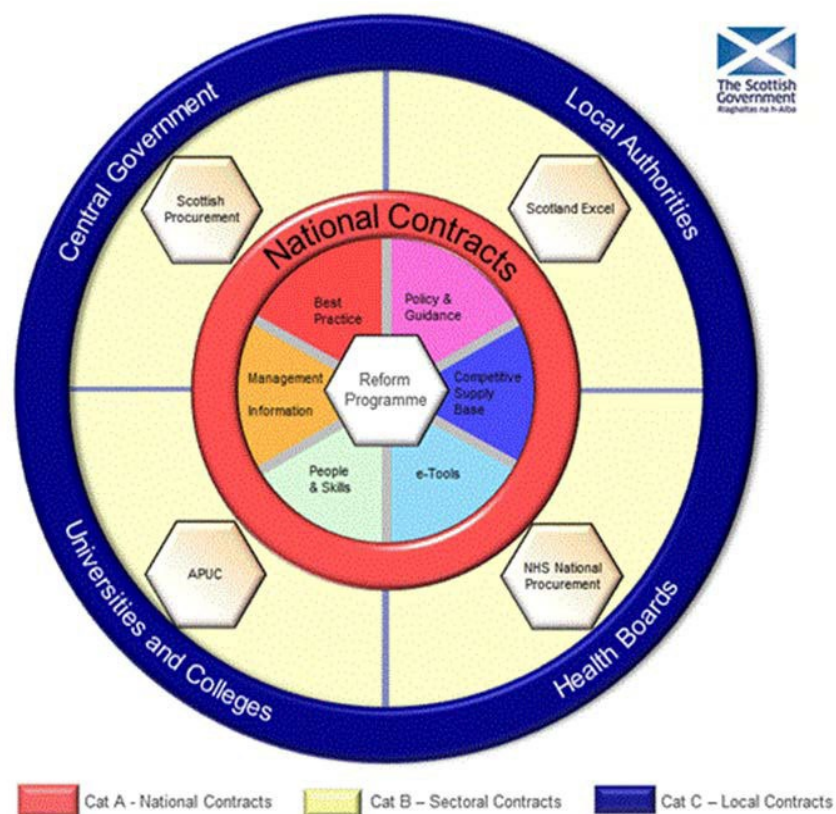 The Scottish
Government
Riaghaltas na h-Alba
Central Government
Local Authorities
Scottish
Procurement
Scotland Excel
National Contracts
Best
Practice
Policy &
Guidance
Management
Information
Reform
Programme
Competitive
Supply
Base
People
& Skills
e-Tools
APUC
NHS National
Procurement
Universities and Colleges
Health Boards
Cat A - National Contracts
Cat B – Sectoral Contracts
Cat C – Local Contracts